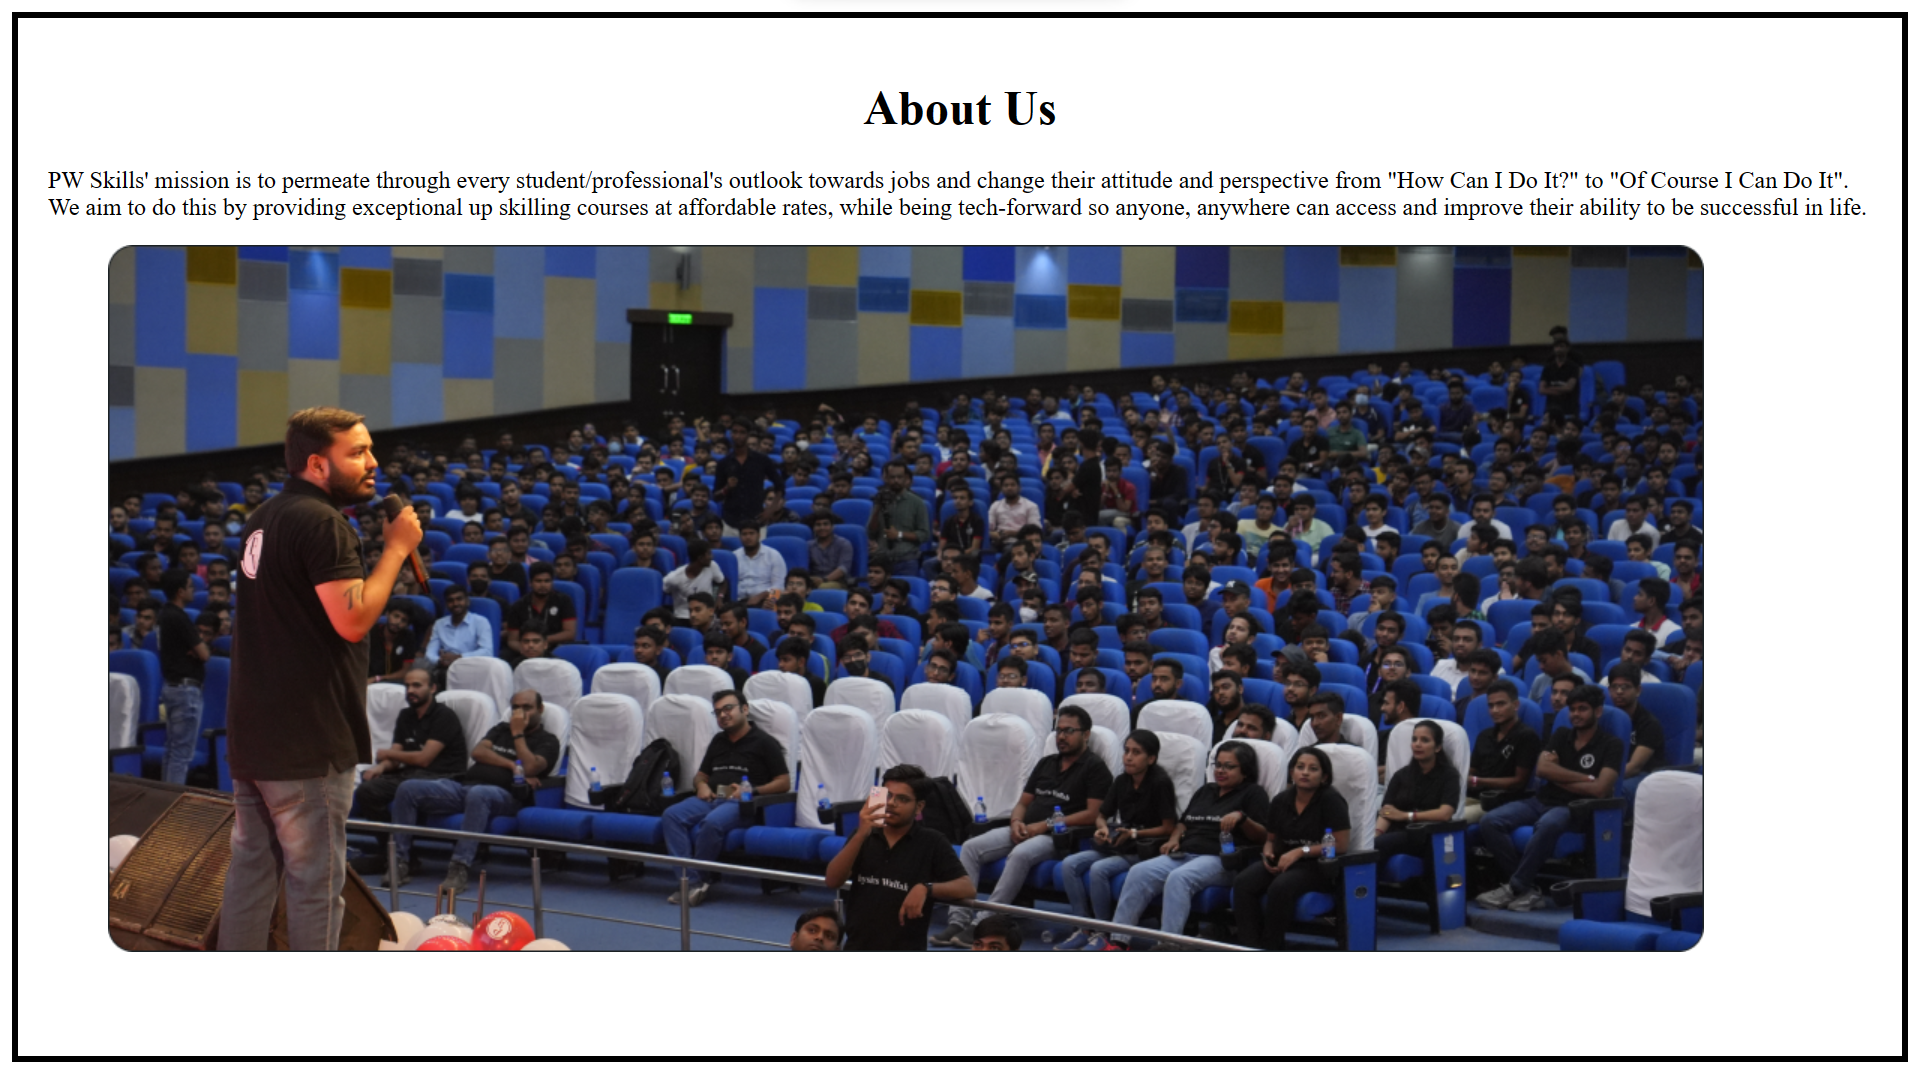 About Us
PW Skills' mission is to permeate through every student/professional's outlook towards jobs and change their attitude and perspective from "How Can I Do It?" to "Of Course I Can Do It".
We aim to do this by providing exceptional up skilling courses at affordable rates, while being tech-forward so anyone, anywhere can access and improve their ability to be successful in life.
Physics Wallah